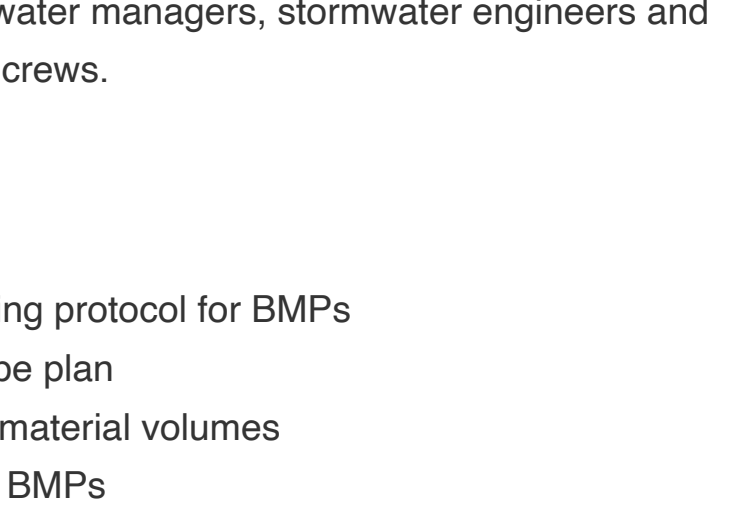 water managers, stormwater engineers and
crews.
ng protocol for BMPs
pe plan
material volumes
BMPs